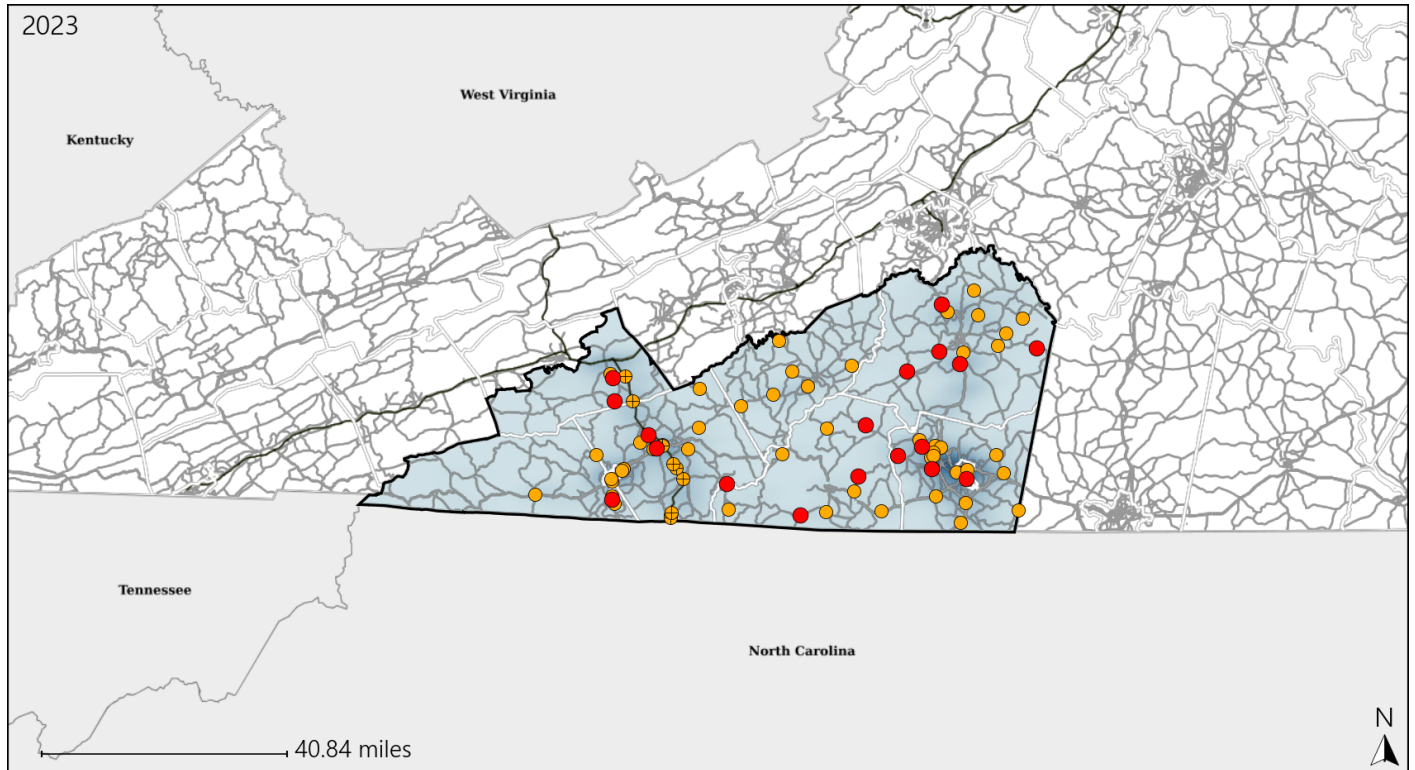 2023
West Virginia
Kentucky
Tennessee
North Carolina
N
40.84 miles